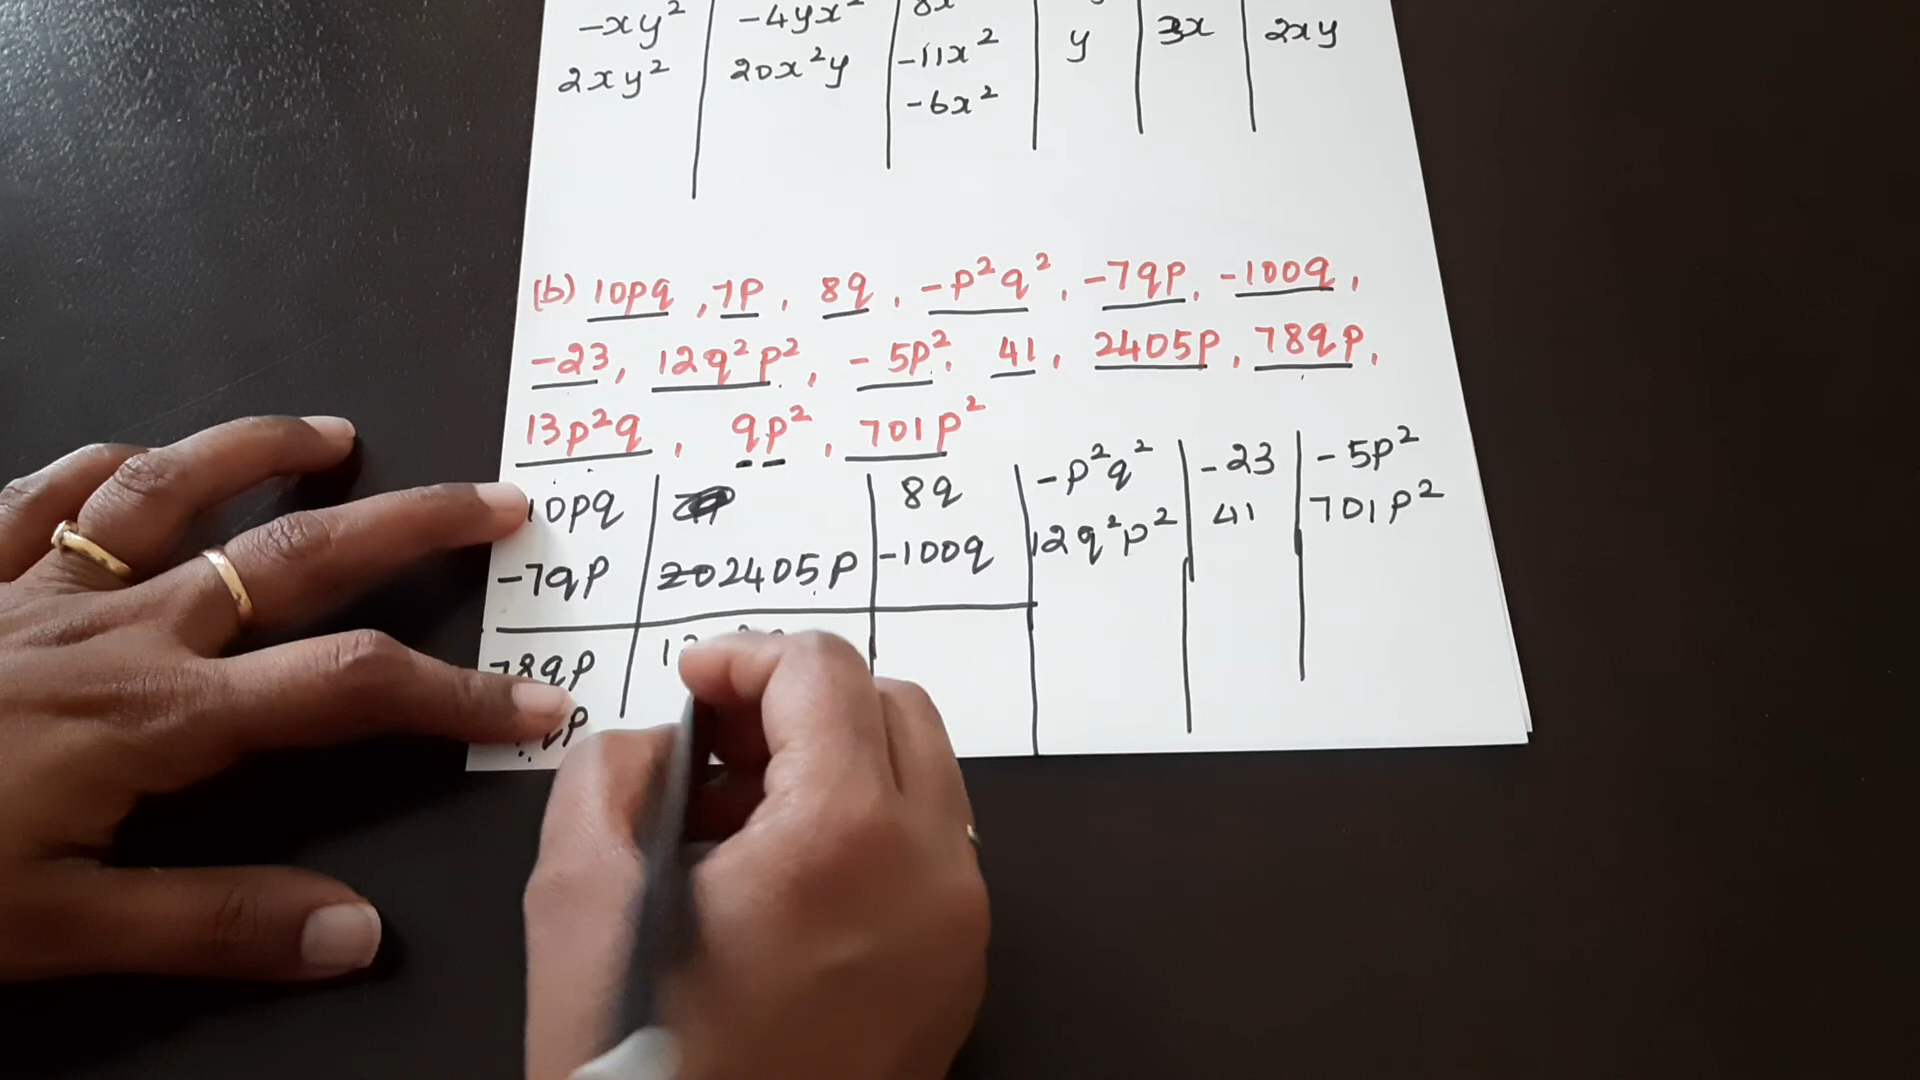 -xy² -4yx² 8x y 3x 2xy
2xy² 20x²y -11x²
-6x²
(b) 10pq, 7p, 8q, -p²q², -7qp, -100q,
-23, 12q²p², -5p², 41, 2405p, 78qp,
13p²q, qp², 701p²
10pq 8q -p²q² -23 -5p²
-7qp 2405p -100q 12q²p² 41 701p²
78qp